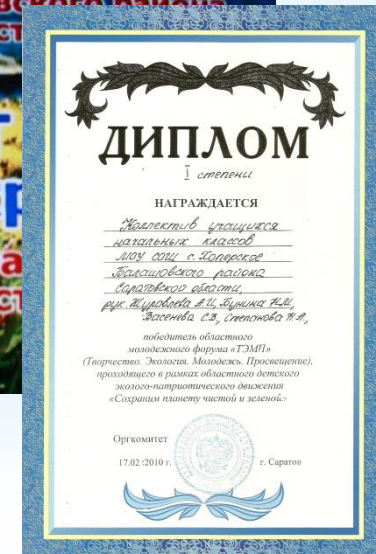 вского района
ДИПЛОМ
I степени
НАГРАЖДАЕТСЯ
Коллектив учащихся
начальных классов
МОУ СОШ с. Хоперское
Балашовского района
Саратовской области,
рук. Журавлева А.И.,
Васенева С.В., Степанова Н.А.,
победитель областного
молодежного форума «ТЭМП»
(Творчество. Экология. Молодежь. Просвещение),
проходящего в рамках областного детского
эколого-патриотического движения
«Сохраним планету чистой и зеленой»
Оргкомитет
17.02.2010 г. г. Саратов